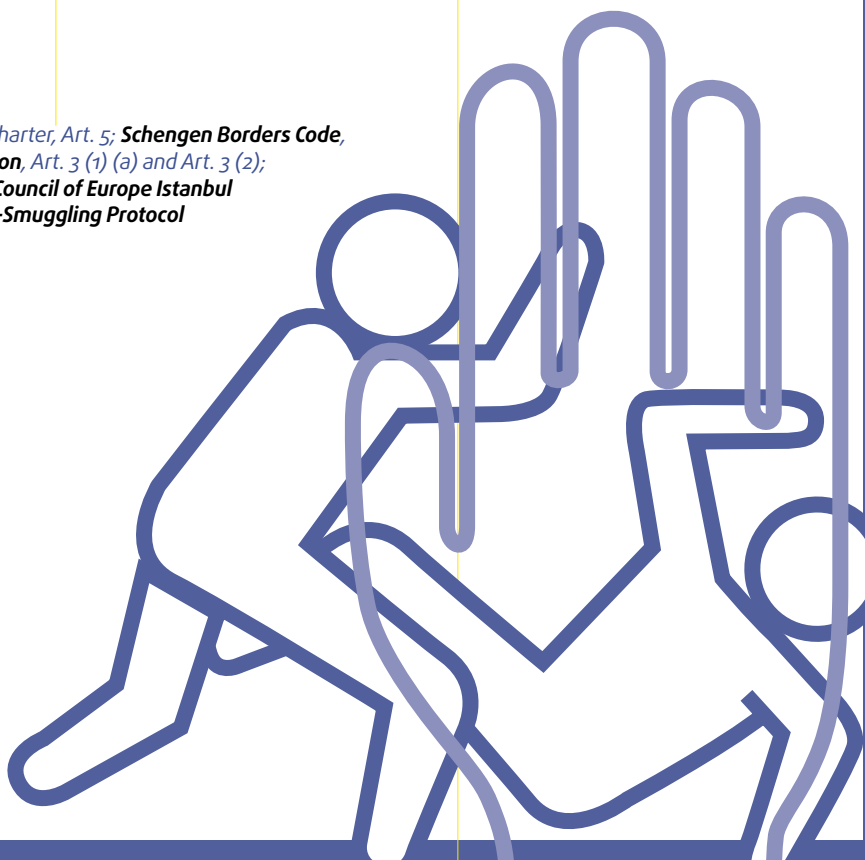 harter, Art. 5; Schengen Borders Code,
on, Art. 3 (1) (a) and Art. 3 (2);
Council of Europe Istanbul
-Smuggling Protocol